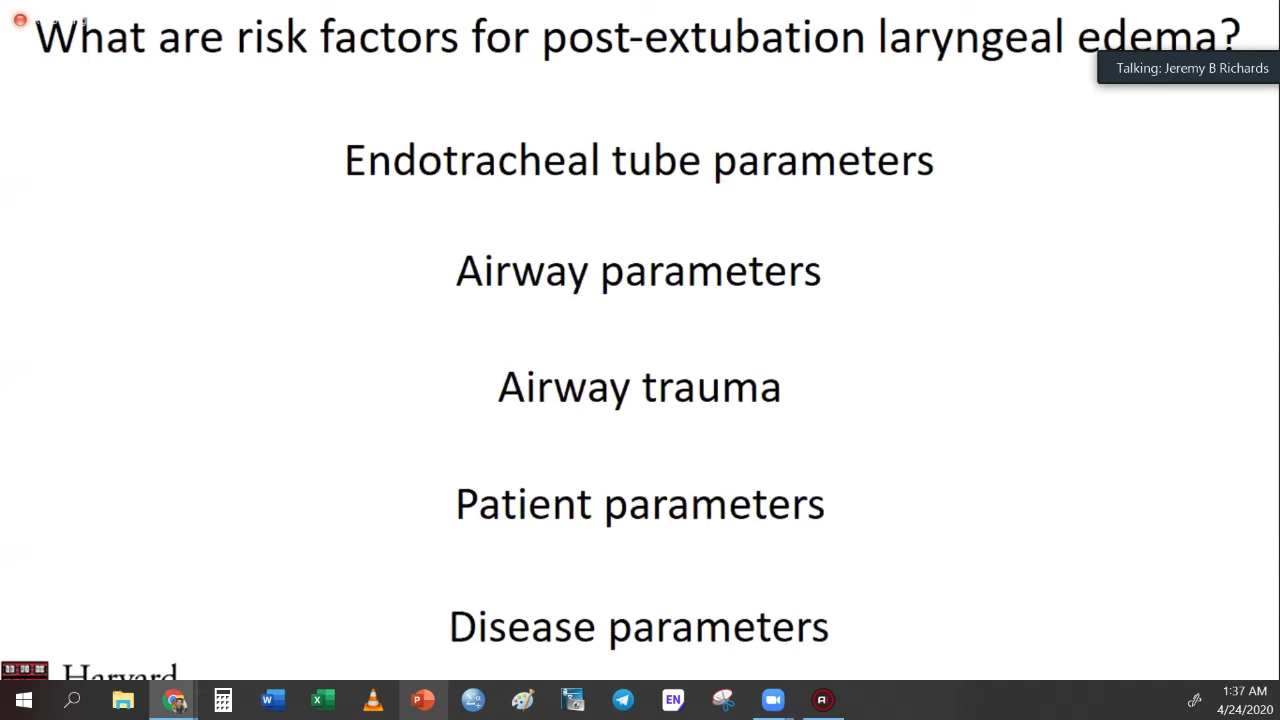 What are risk factors for post-extubation laryngeal edema?
Talking: Jeremy B Richards
Endotracheal tube parameters
Airway parameters
Airway trauma
Patient parameters
Disease parameters
Harvard
EN
1:37 AM
4/24/2020